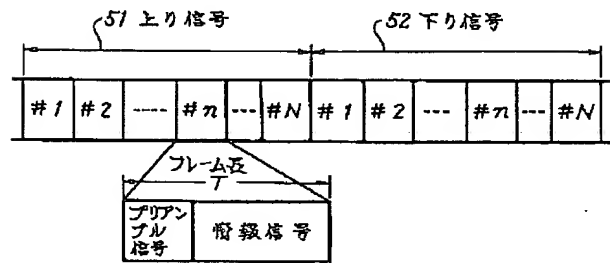 51 上り信号
52 下り信号
#1 #2 ---- #n --- #N #1 #2 --- #n --- #N
フレーム長
T
プリアン
ブル
信号
情報信号